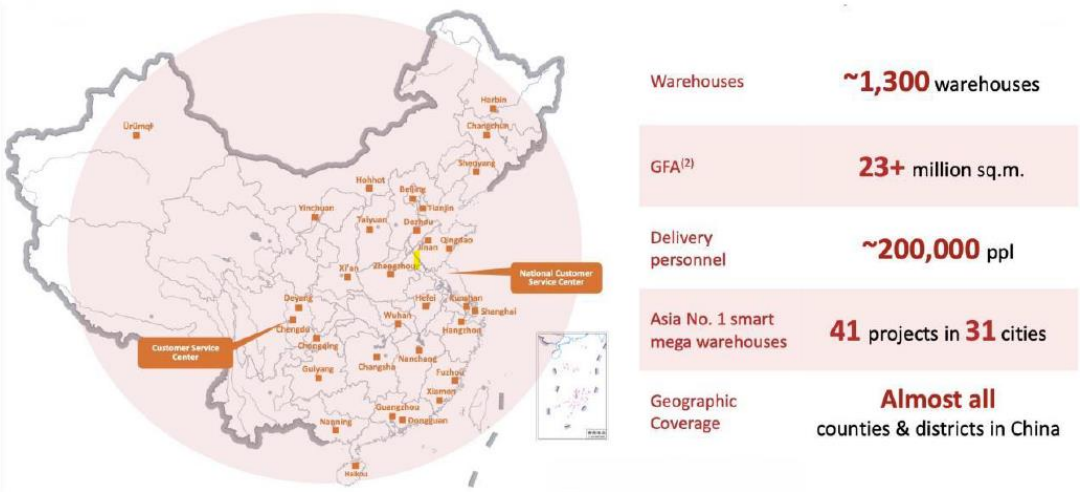 Harbin
Ürümqi
Changchun
Shenyang
Hohhot
Beijing
Tianjin
Yinchuan
Taiyuan
Dezhou
Jinan
Qingdao
Xi'an
Zhengzhou
National Customer
Service Center
Deyang
Hefei
Kunshan
Shanghai
Chengdu
Wuhan
Hangzhou
Customer Service
Center
Chongqing
Nanchang
Changsha
Guiyang
Fuzhou
Xiamen
Guangzhou
Dongguan
Nanning
Haikou
Warehouses
~1,300 warehouses
GFA(2)
23+ million sq.m.
Delivery
personnel
~200,000 ppl
Asia No. 1 smart
mega warehouses
41 projects in 31 cities
Geographic
Coverage
Almost all
counties & districts in China